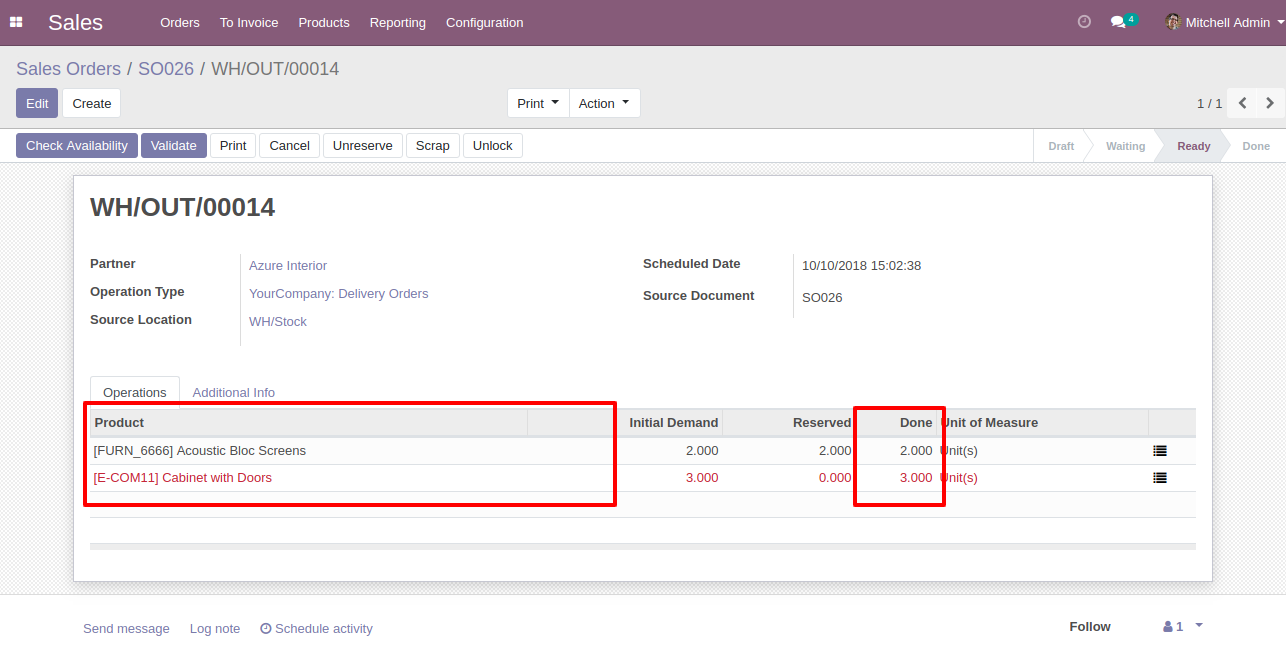 Sales Orders To Invoice Products Reporting Configuration 4 Mitchell Admin
Sales Orders / SO026 / WH/OUT/00014
Edit Create Print Action 1 / 1
Check Availability Validate Print Cancel Unreserve Scrap Unlock Draft Waiting Ready Done
WH/OUT/00014
Partner Azure Interior Scheduled Date 10/10/2018 15:02:38
Operation Type YourCompany: Delivery Orders Source Document SO026
Source Location WH/Stock
Operations Additional Info
Product Initial Demand Reserved Done Unit of Measure
[FURN_6666] Acoustic Bloc Screens 2.000 2.000 2.000 Unit(s)
[E-COM11] Cabinet with Doors 3.000 0.000 3.000 Unit(s)
Send message Log note Schedule activity Follow 1